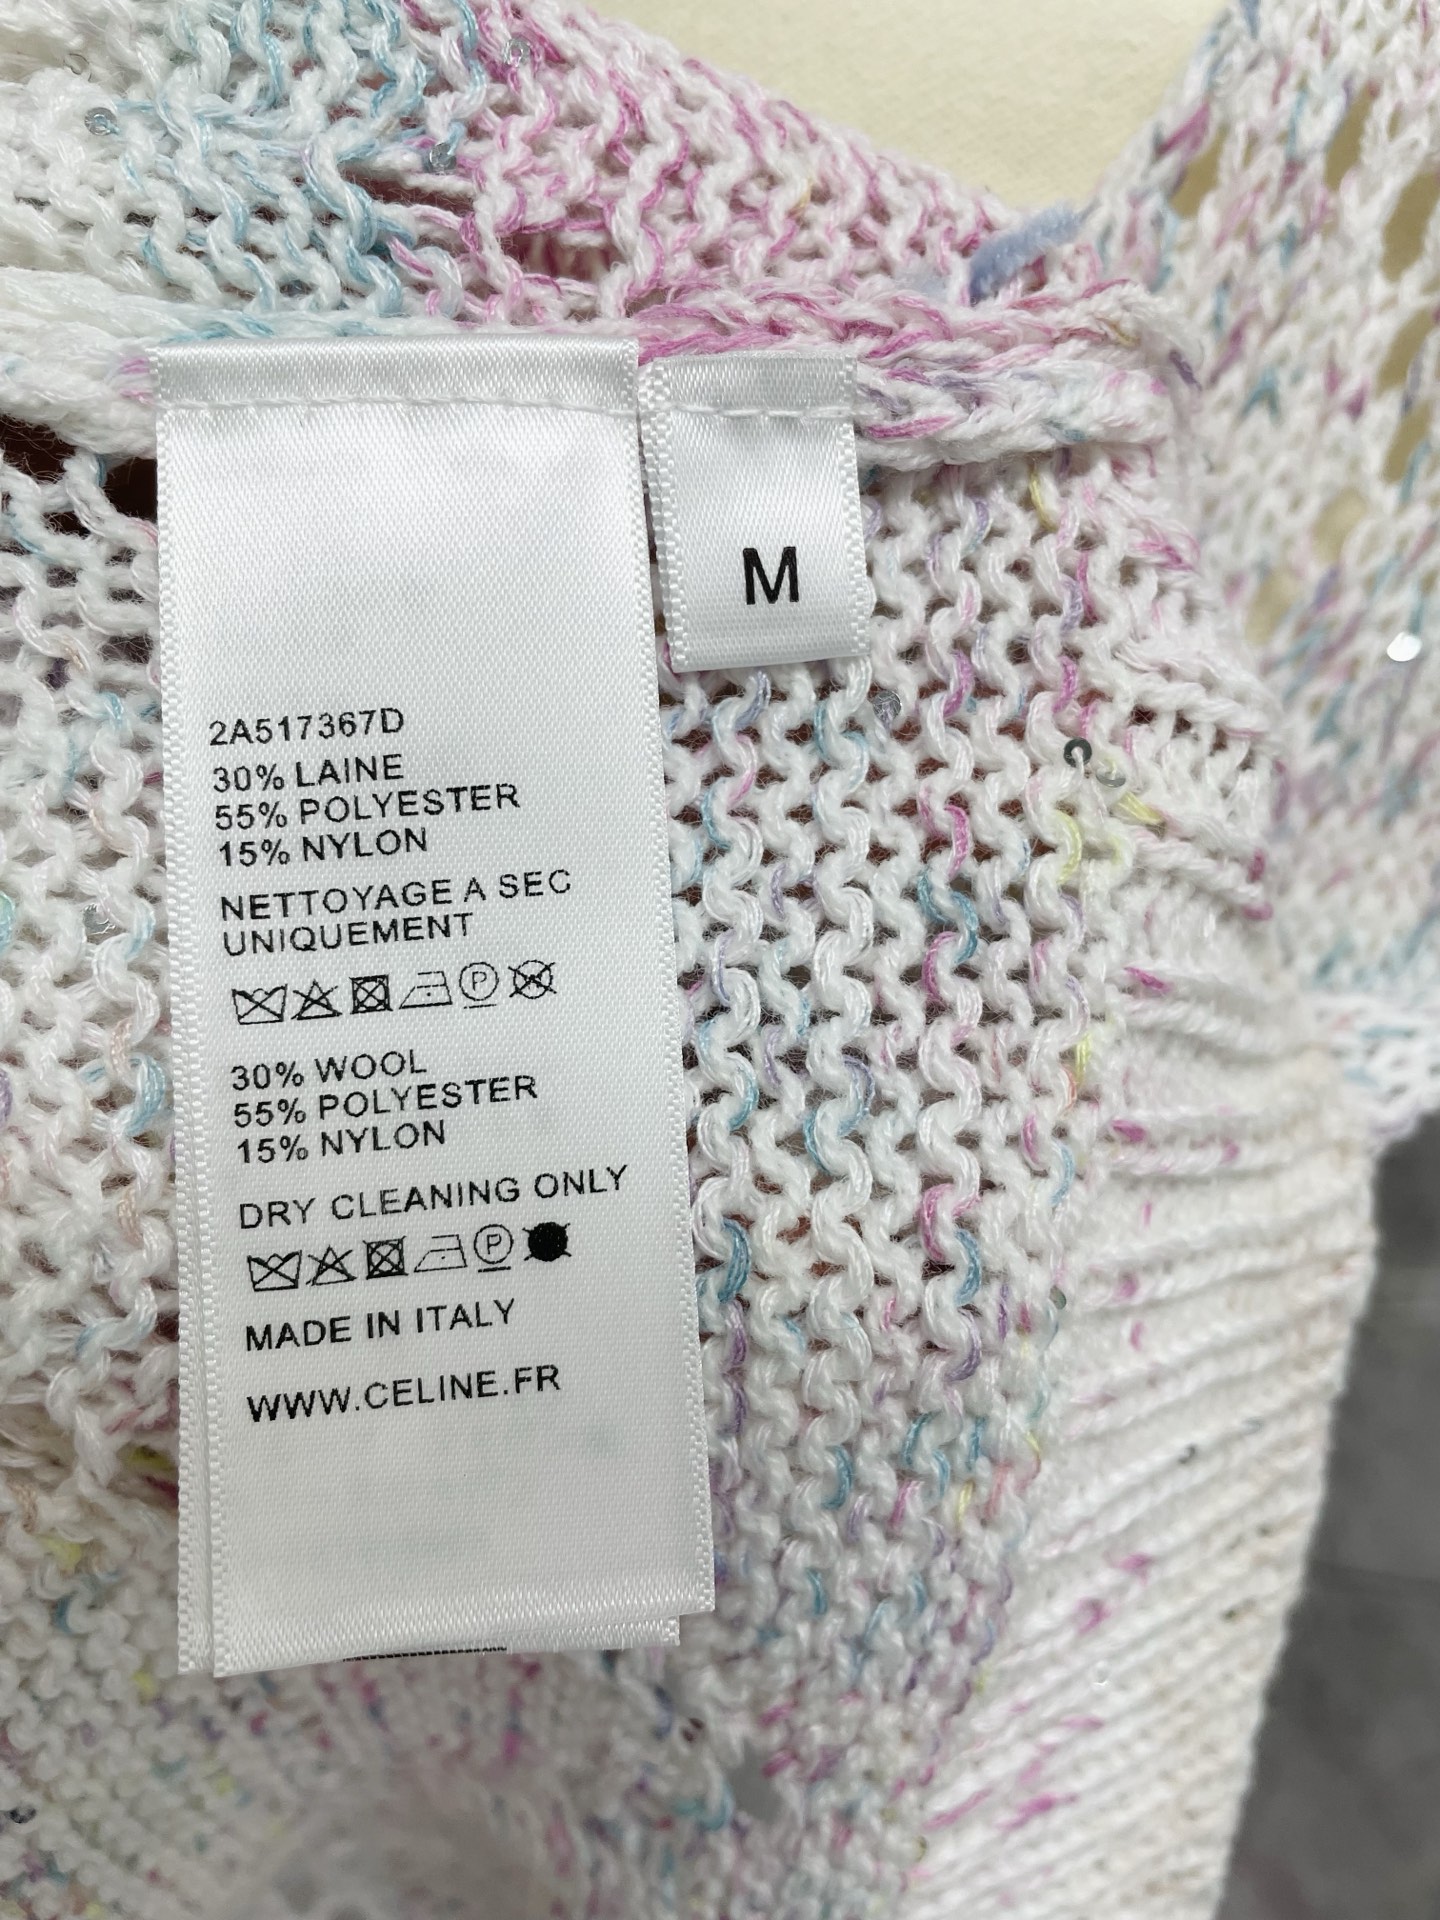 M
2A517367D
30% LAINE
55% POLYESTER
15% NYLON
NETTOYAGE A SEC
UNIQUEMENT
P
30% WOOL
55% POLYESTER
15% NYLON
DRY CLEANING ONLY
P
MADE IN ITALY
WWW.CELINE.FR